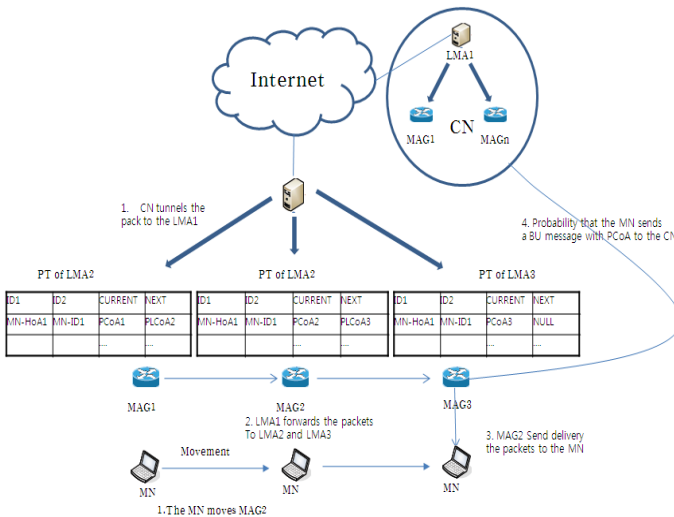 LMA1
Internet
MAG1
CN
MAGn
1. CN tunnels the
pack to the LMA1
4. Probability that the MN sends
a BU message with PCoA to the CN
PT of LMA2
PT of LMA2
PT of LMA3
ID1 ID2 CURRENT NEXT
MN-HoA1 MN-ID1 PCoA1 PLCoA2
.... ....
ID1 ID2 CURRENT NEXT
MN-HoA1 MN-ID1 PCoA2 PLCoA3
.... ....
ID1 ID2 CURRENT NEXT
MN-HoA1 MN-ID1 PCoA3 NULL
.... ....
MAG1
MAG2
MAG3
2. LMA1 forwards the packets
To LMA2 and LMA3
3. MAG2 Send delivery
the packets to the MN
Movement
MN
MN
MN
1.The MN moves MAG2